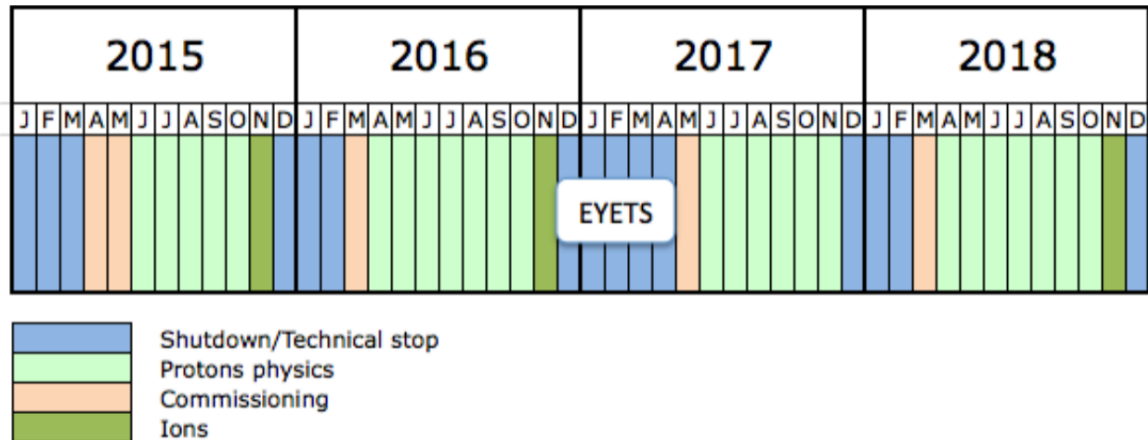 2015 2016 2017 2018
J F M A M J J A S O N D J F M A M J J A S O N D J F M A M J J A S O N D J F M A M J J A S O N D
EYETS
Shutdown/Technical stop
Protons physics
Commissioning
Ions